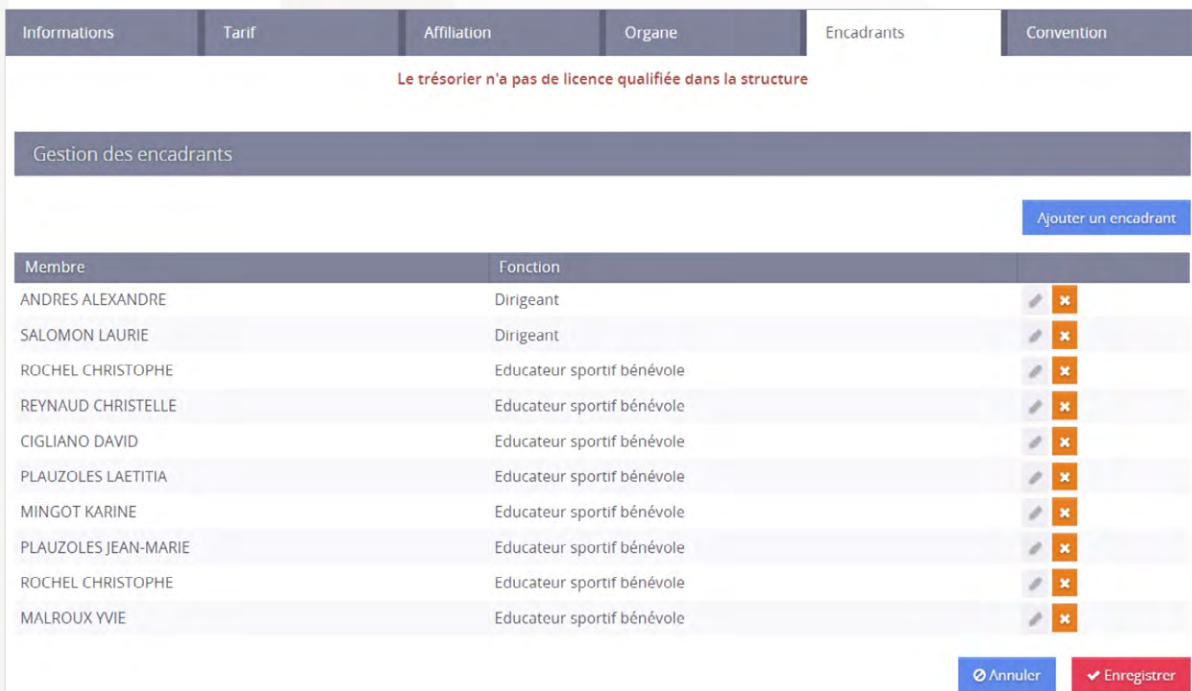 Informations Tarif Affiliation Organe Encadrants Convention
Le trésorier n'a pas de licence qualifiée dans la structure
Gestion des encadrants
Ajouter un encadrant
Membre Fonction
ANDRES ALEXANDRE Dirigeant
SALOMON LAURIE Dirigeant
ROCHEL CHRISTOPHE Educateur sportif bénévole
REYNAUD CHRISTELLE Educateur sportif bénévole
CIGLIANO DAVID Educateur sportif bénévole
PLAUZOLES LAETITIA Educateur sportif bénévole
MINGOT KARINE Educateur sportif bénévole
PLAUZOLES JEAN-MARIE Educateur sportif bénévole
ROCHEL CHRISTOPHE Educateur sportif bénévole
MALROUX YVIE Educateur sportif bénévole
Annuler Enregistrer